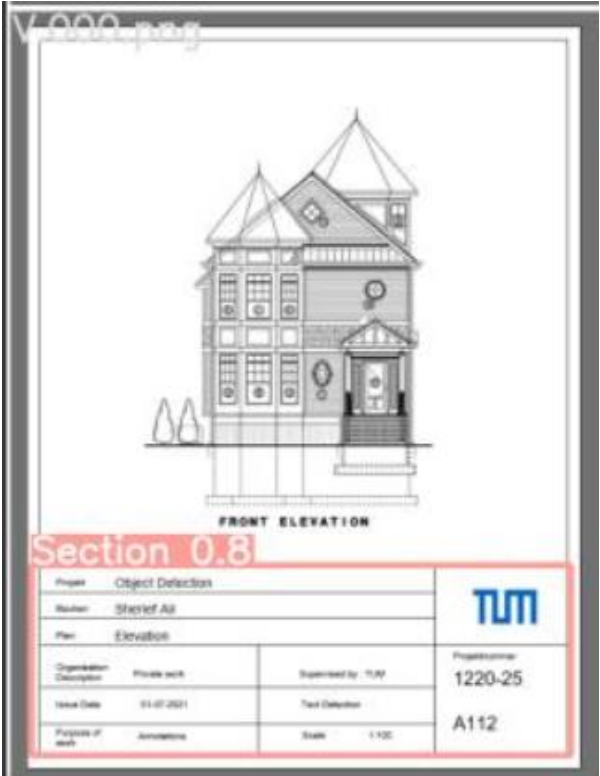 V.000.png
FRONT ELEVATION
Section 0.8
Projekt Object Detection
Sherief Ali
Plan Elevation
TUM
Organisation Description Private work
Supervised by TUM
Projektnummer
1220-25
Issue Date 01-07-2021
Text Detection
A112
Purpose of work Annotations
Scale 1:100